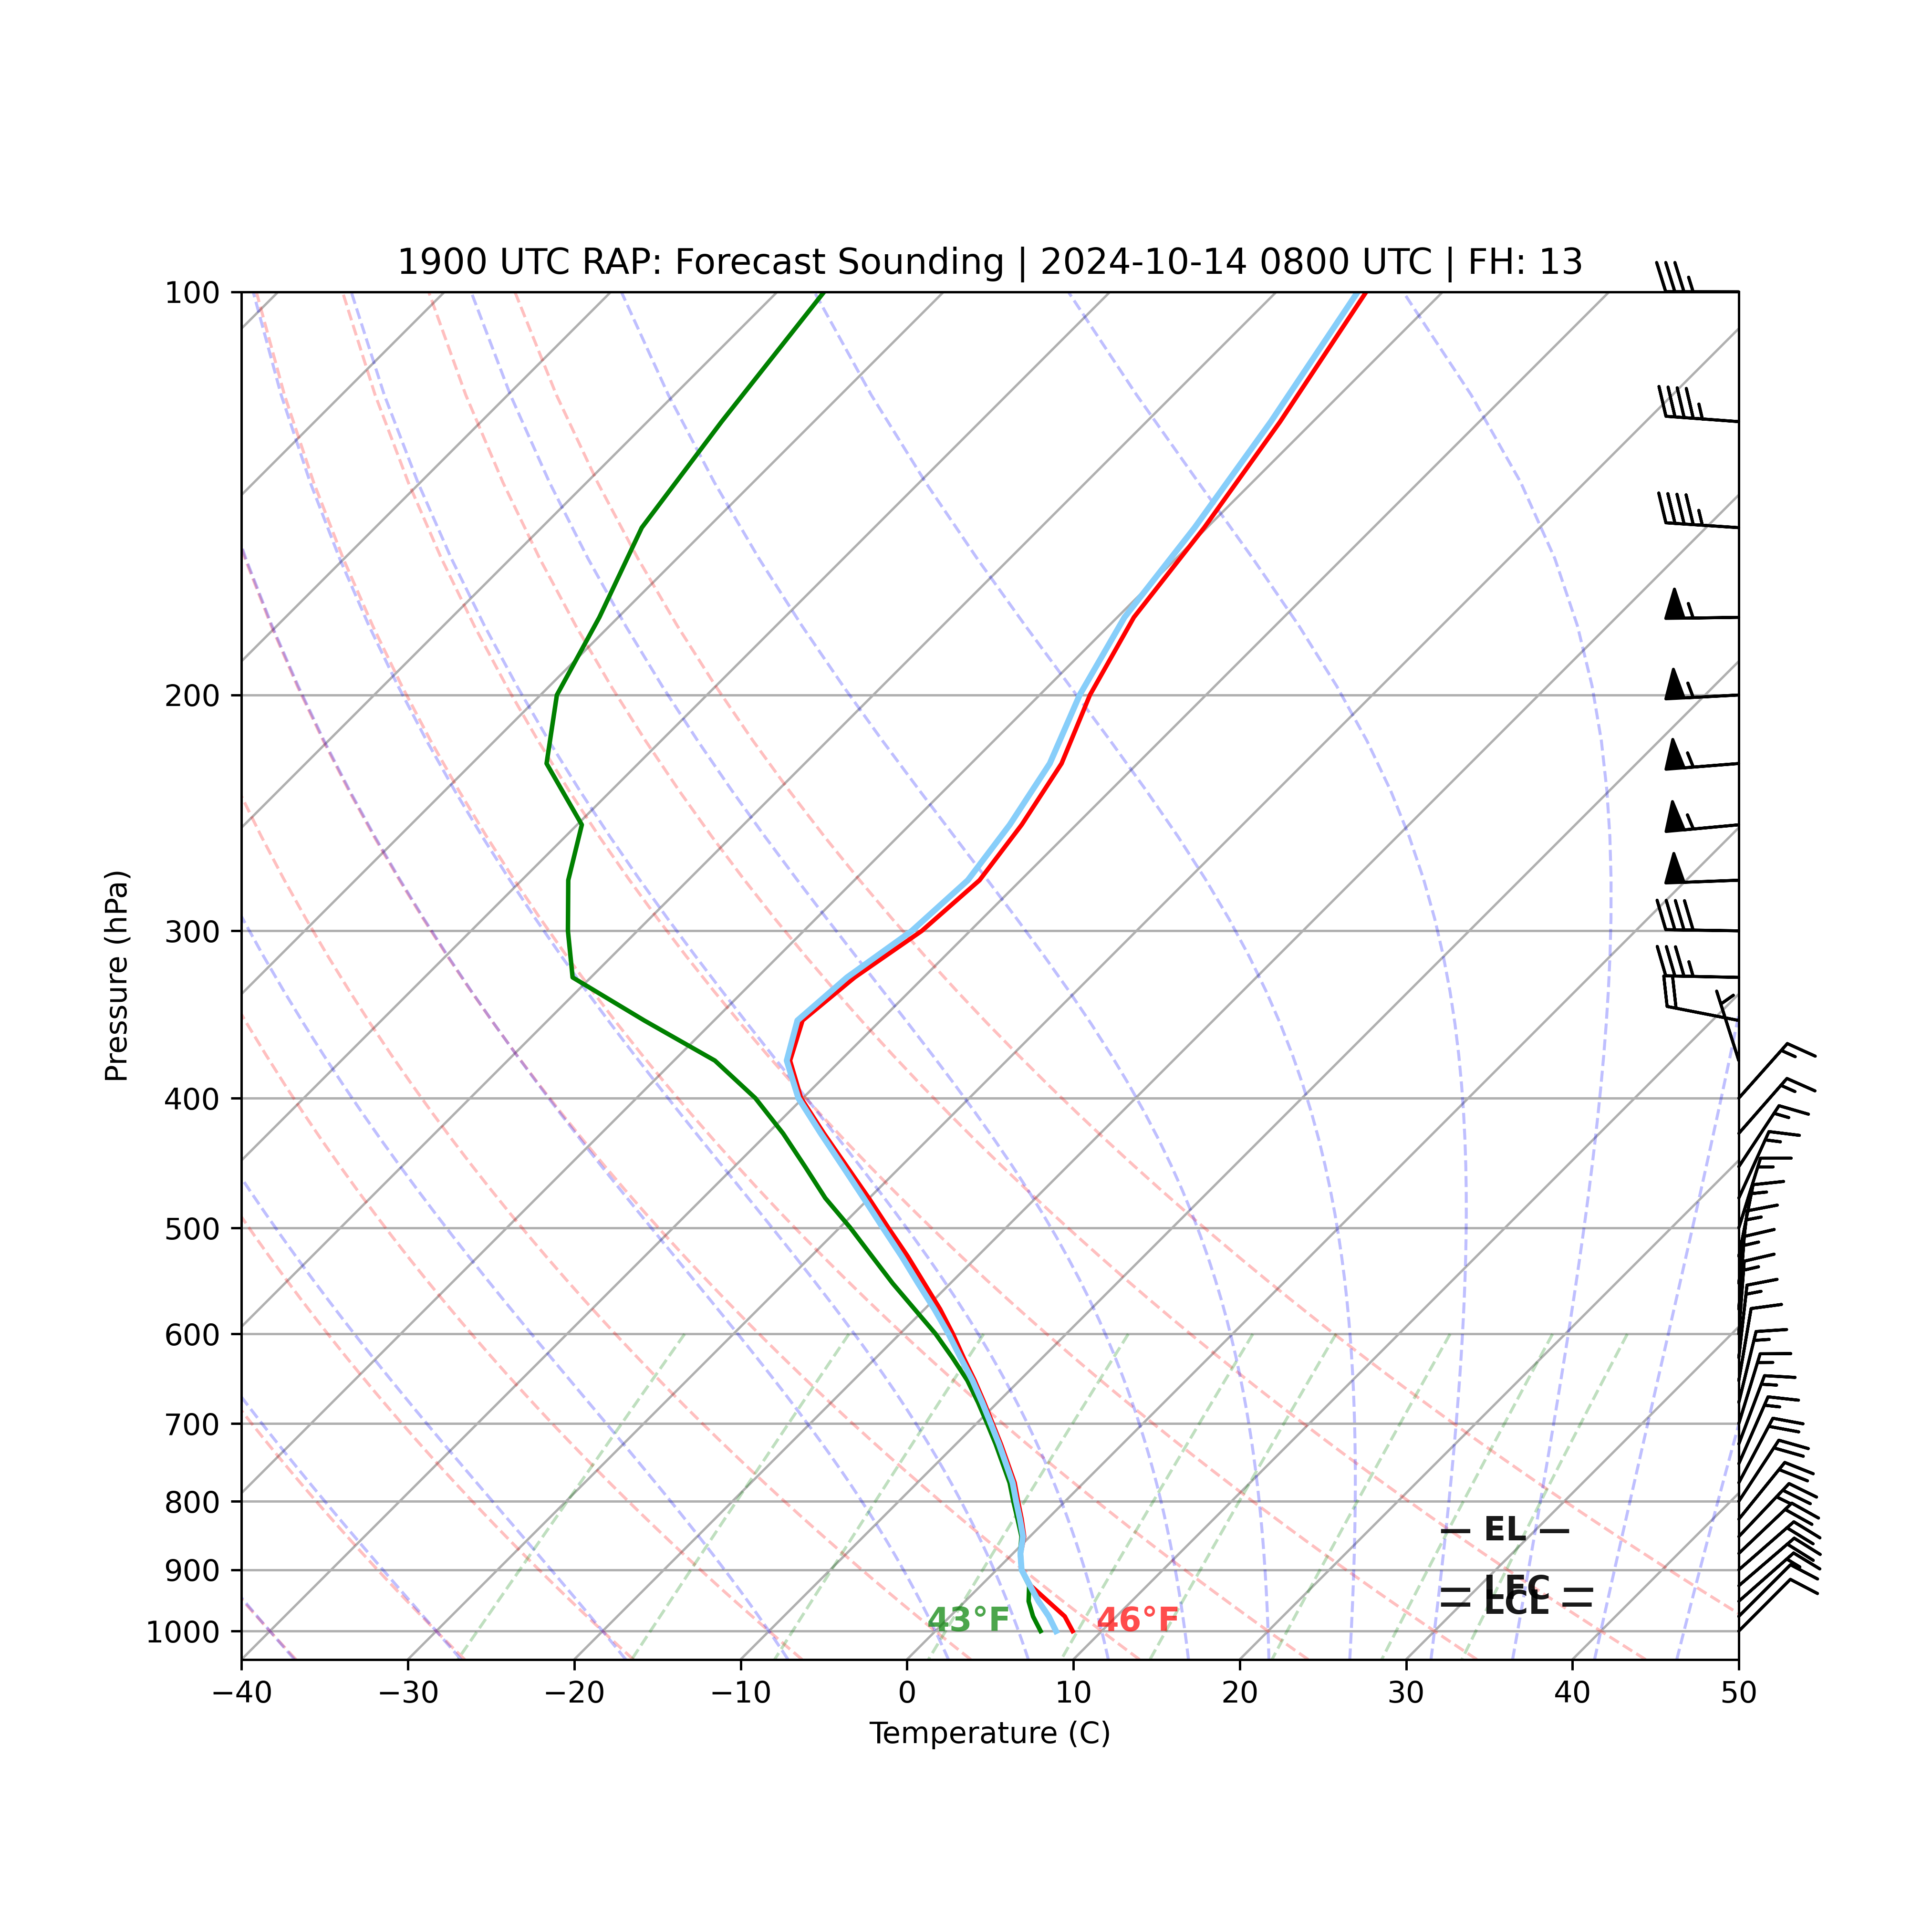 1900 UTC RAP: Forecast Sounding | 2024-10-14 0800 UTC | FH: 13
100
200
300
400
500
600
700
800
900
1000
Pressure (hPa)
— EL —
— LFC —
— LCL —
43°F
46°F
−40
−30
−20
−10
0
10
20
30
40
50
Temperature (C)